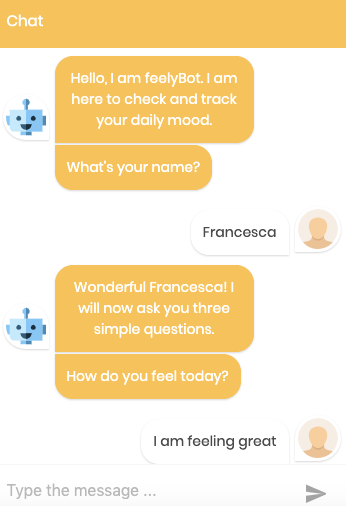 Chat
Hello, I am feelyBot. I am
here to check and track
your daily mood.
What's your name?
Francesca
Wonderful Francesca! I
will now ask you three
simple questions.
How do you feel today?
I am feeling great
Type the message ...